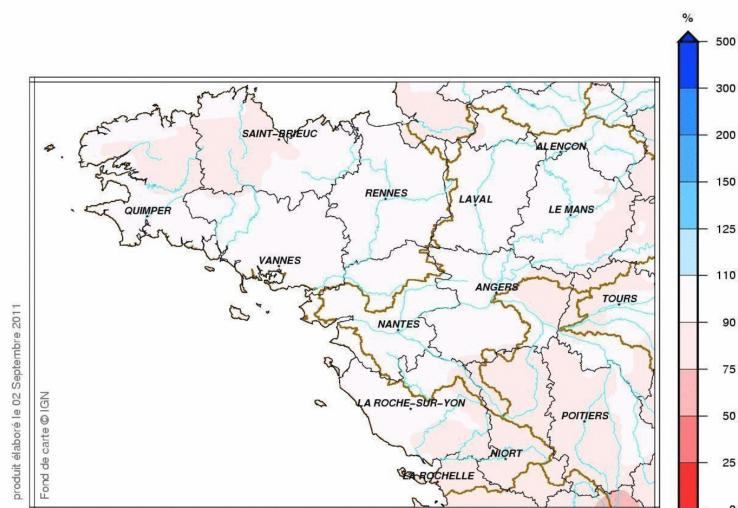 %
500
300
200
150
125
110
90
75
50
25
SAINT-BRIEUC
ALENCON
RENNES
LAVAL
LE MANS
QUIMPER
VANNES
ANGERS
TOURS
NANTES
LA ROCHE-SUR-YON
POITIERS
NIORT
LA ROCHELLE
produit élaboré le 02 Septembre 2011
Fond de carte © IGN